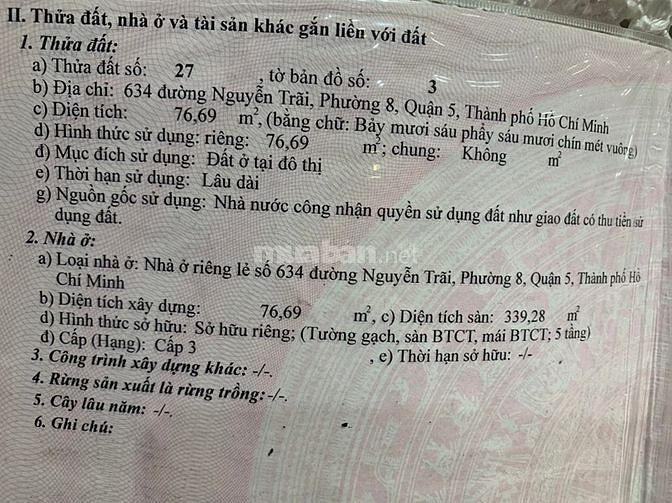 II. Thửa đất, nhà ở và tài sản khác gắn liền với đất
1. Thửa đất:
a) Thửa đất số: 27 , tờ bản đồ số: 3
b) Địa chỉ: 634 đường Nguyễn Trãi, Phường 8, Quận 5, Thành phố Hồ Chí Minh
c) Diện tích: 76,69 m², (bằng chữ: Bảy mươi sáu phẩy sáu mươi chín mét vuông)
d) Hình thức sử dụng: riêng: 76,69 m²; chung: Không m²
đ) Mục đích sử dụng: Đất ở tại đô thị
e) Thời hạn sử dụng: Lâu dài
g) Nguồn gốc sử dụng: Nhà nước công nhận quyền sử dụng đất như giao đất có thu tiền sử
dụng đất.
2. Nhà ở:
muaban.net
a) Loại nhà ở: Nhà ở riêng lẻ số 634 đường Nguyễn Trãi, Phường 8, Quận 5, Thành phố Hồ
Chí Minh
b) Diện tích xây dựng: 76,69 m², c) Diện tích sàn: 339,28 m²
d) Hình thức sở hữu: Sở hữu riêng; (Tường gạch, sàn BTCT, mái BTCT; 5 tầng)
đ) Cấp (Hạng): Cấp 3 , e) Thời hạn sở hữu: -/-
3. Công trình xây dựng khác: -/-.
4. Rừng sản xuất là rừng trồng: -/-.
5. Cây lâu năm: -/-.
6. Ghi chú: